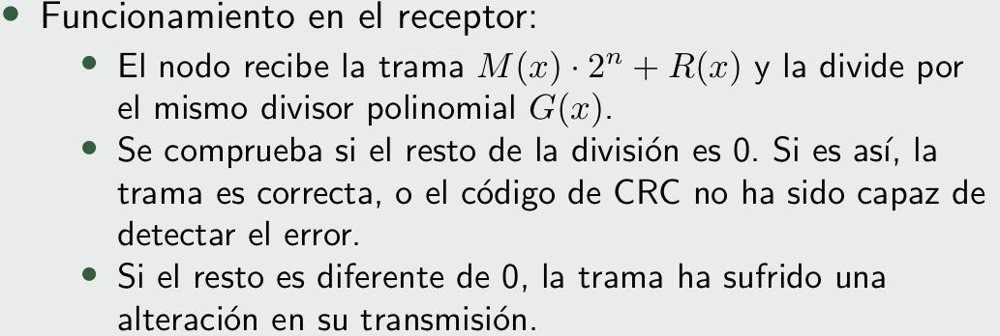 • Funcionamiento en el receptor:
• El nodo recibe la trama M(x) · 2ⁿ + R(x) y la divide por
el mismo divisor polinomial G(x).
• Se comprueba si el resto de la división es 0. Si es así, la
trama es correcta, o el código de CRC no ha sido capaz de
detectar el error.
• Si el resto es diferente de 0, la trama ha sufrido una
alteración en su transmisión.